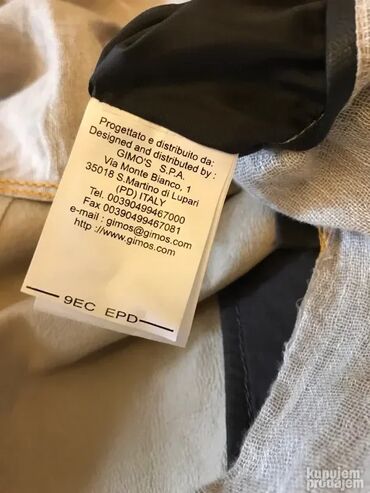 Progettato e distribuito da:
Designed and distributed by :
GIMO'S S.P.A.
Via Monte Bianco, 1
35018 S.Martino di Lupari
(PD) ITALY
Tel. 00390499467000
Fax 00390499467081
e-mail : gimos@gimos.com
http://www.gimos.com
9EC EPD
kupujem
prodajem